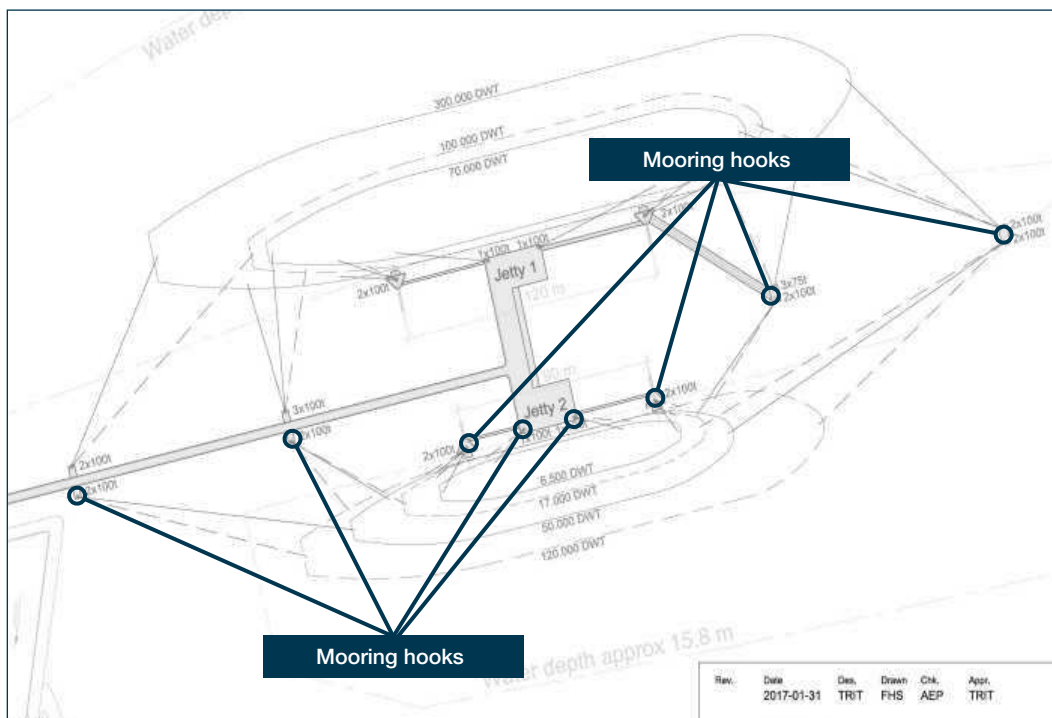 Water dep
300.000 DWT
100.000 DWT
70.000 DWT
Mooring hooks
2x100t
2x100t
2x100t
1x100t
1x100t
Jetty 1
2x100t
120 m
3x75t
2x100t
3x100t
2x100t
Jetty 2
2x100t
2x100t
2x100t
6.500 DWT
17.000 DWT
50.000 DWT
120.000 DWT
Mooring hooks
Water depth approx 15.8 m
Rev. Date Des. Drawn Chk. Appr.
2017-01-31 TRIT FHS AEP TRIT